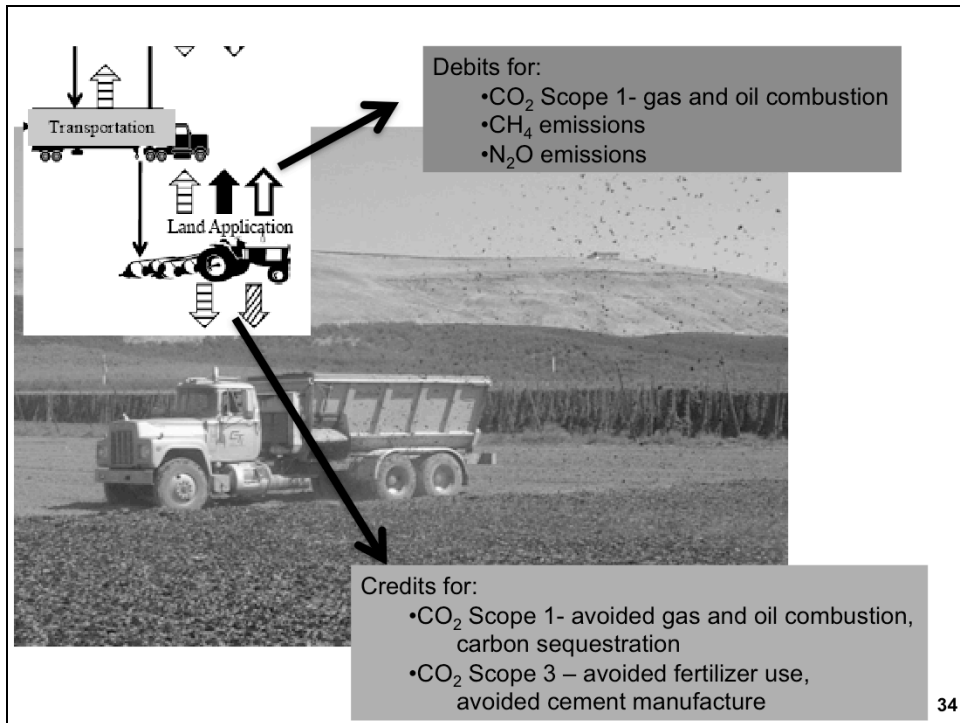 Transportation
Land Application
Debits for:
•CO₂ Scope 1- gas and oil combustion
•CH₄ emissions
•N₂O emissions
Credits for:
•CO₂ Scope 1- avoided gas and oil combustion,
carbon sequestration
•CO₂ Scope 3 – avoided fertilizer use,
avoided cement manufacture
34